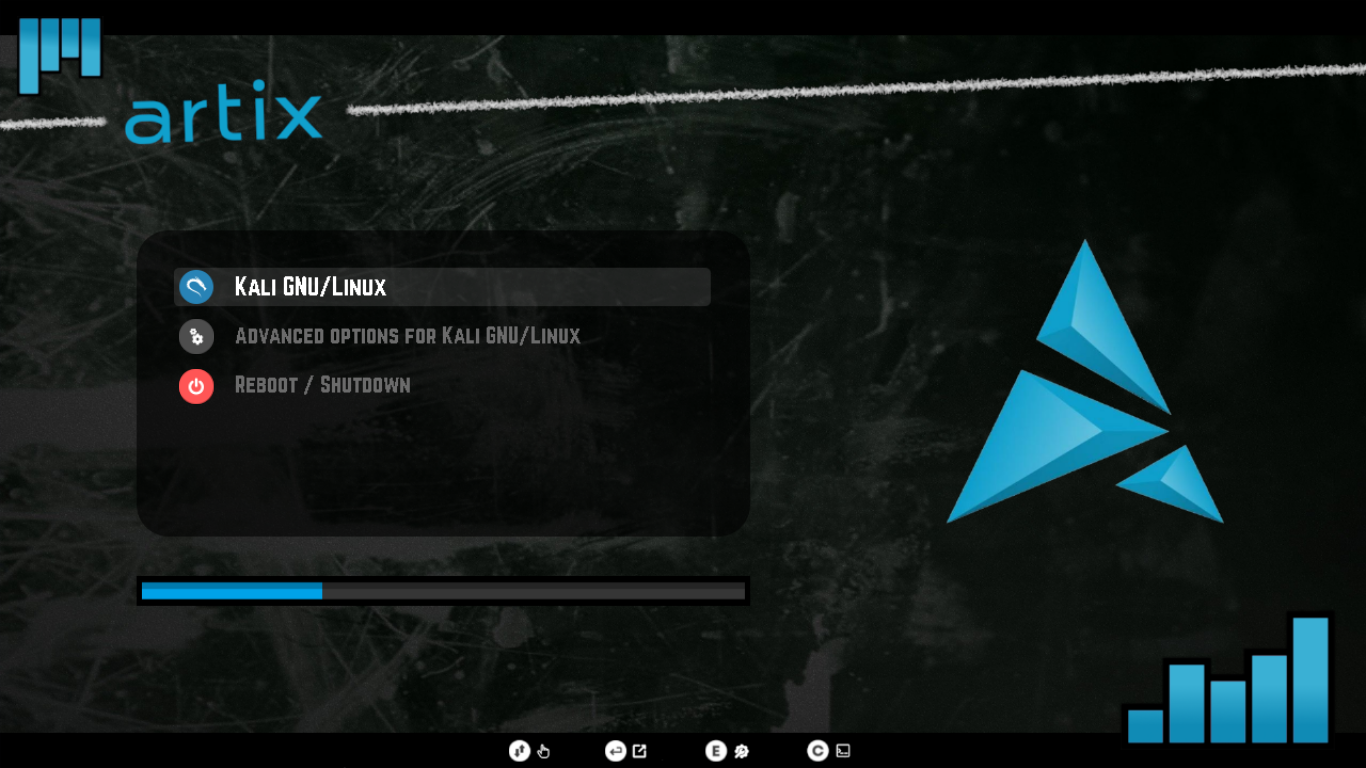 artix
Kali GNU/Linux
Advanced options for Kali GNU/Linux
Reboot / Shutdown
E
C